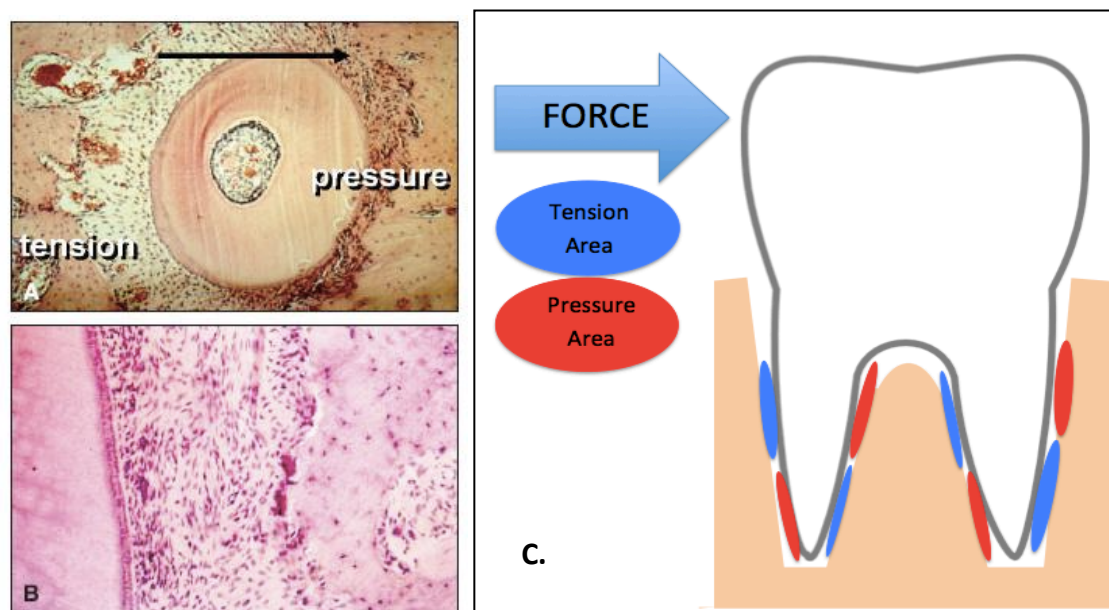 tension
pressure
A
B
FORCE
Tension
Area
Pressure
Area
C.